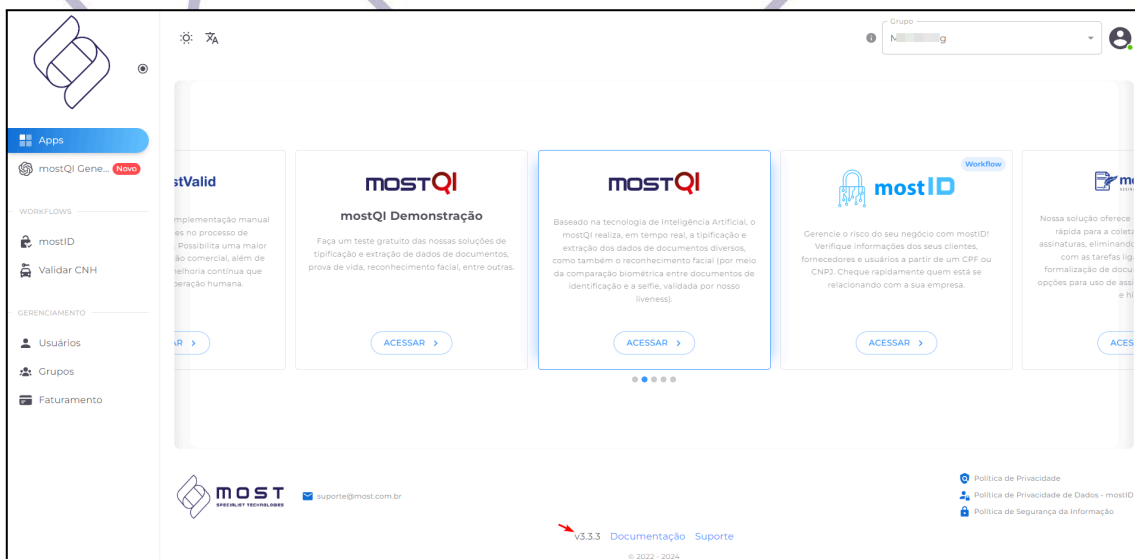 Grupo
Apps
mostQI Gene... Novo
WORKFLOWS
mostID
Validar CNH
GERENCIAMENTO
Usuários
Grupos
Faturamento
stValid
mplementação manual
es no processo de
. Possibilita uma maior
ão comercial, além de
nelhoria contínua que
peração humana.
AR >
mostQI
mostQI Demonstração
Faça um teste gratuito das nossas soluções de
tipificação e extração de dados de documentos,
prova de vida, reconhecimento facial, entre outras.
ACESSAR >
mostQI
Baseado na tecnologia de Inteligência Artificial, o
mostQI realiza, em tempo real, a tipificação e
extração dos dados de documentos diversos,
como também o reconhecimento facial (por meio
da comparação biométrica entre documentos de
identificação e a selfie, validada por nosso
liveness).
ACESSAR >
Workflow
mostID
Gerencie o risco do seu negócio com mostID!
Verifique informações dos seus clientes,
fornecedores e usuários a partir de um CPF ou
CNPJ. Cheque rapidamente quem está se
relacionando com a sua empresa.
ACESSAR >
Nossa solução oferece
rápida para a coleta
assinaturas, eliminando
com as tarefas lig
formalização de docu
opções para uso de assi
e hi
ACES
MOST
SPECIALIST TECHNOLOGIES
suporte@most.com.br
Política de Privacidade
Política de Privacidade de Dados - mostID
Política de Segurança da Informação
v3.3.3 Documentação Suporte
© 2022 - 2024